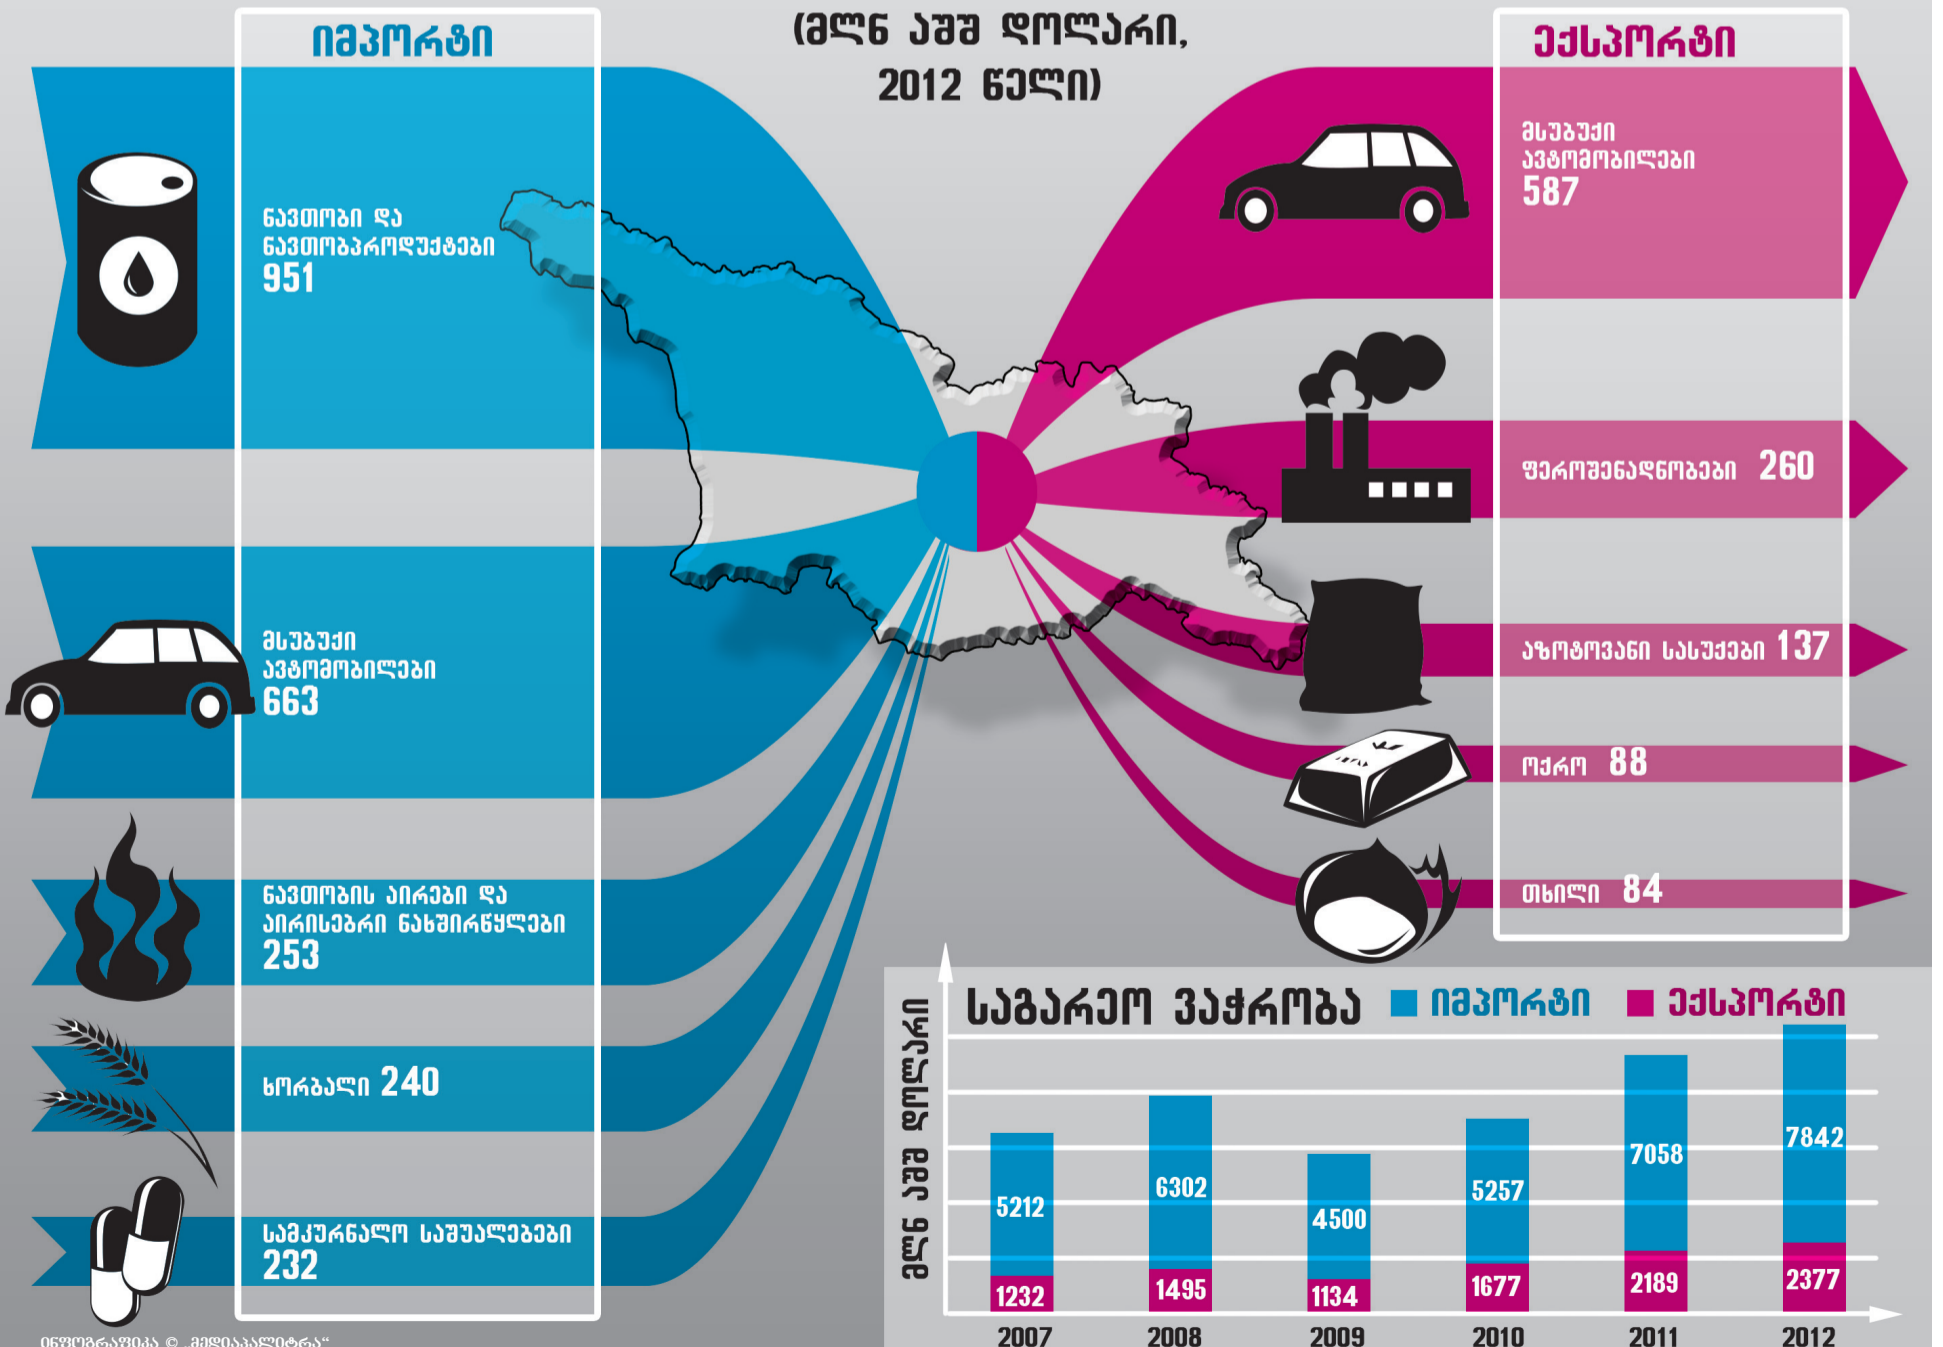 იმპორტი
(მლნ აშშ დოლარი,
2012 წელი)
ექსპორტი
ნავთობი და
ნავთობპროდუქტები
951
მსუბუქი
ავტომობილები
663
ნავთობის აირები და
აირისებრი ნახშირწყლები
253
ხორბალი 240
სამკურნალო საშუალებები
232
მსუბუქი
ავტომობილები
587
ფეროშენადნობები 260
აზოტოვანი სასუქები 137
ოქრო 88
თხილი 84
საგარეო ვაჭრობა იმპორტი ექსპორტი
მლნ აშშ დოლარი
5212 6302 4500 5257 7058 7842
1232 1495 1134 1677 2189 2377
2007 2008 2009 2010 2011 2012
ინფოგრაფიკა © „მედიაპალიტრა“